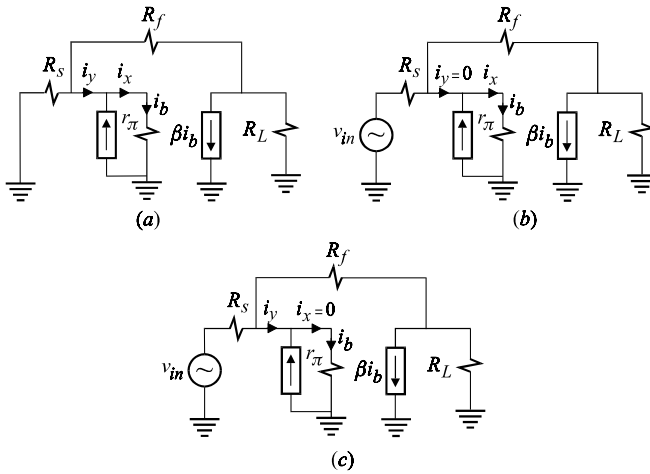 R_f R_f
R_s i_y i_x R_s i_y=0 i_x
i_b i_b
r_π βi_b R_L v_in r_π βi_b R_L
(a) (b)
R_f
R_s i_y i_x=0
i_b
v_in r_π βi_b R_L
(c)